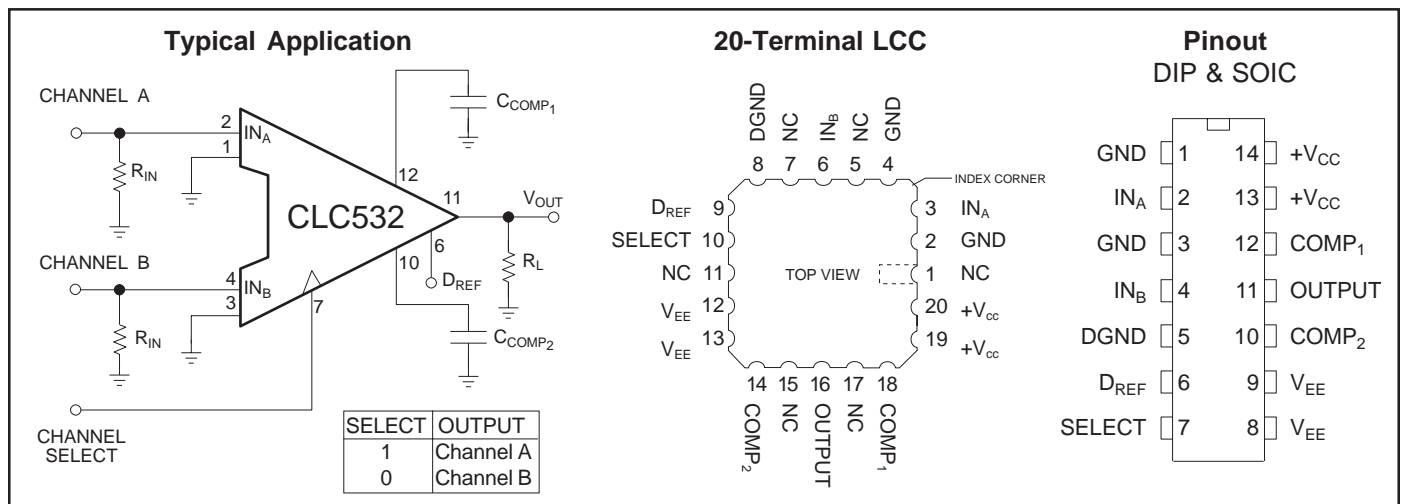 Typical Application
CHANNEL A
2
IN_A
1
R_IN
C_COMP1
12
11
V_OUT
CLC532
6
10
D_REF
R_L
CHANNEL B
4
IN_B
3
7
R_IN
C_COMP2
CHANNEL
SELECT
SELECT OUTPUT
1 Channel A
0 Channel B
20-Terminal LCC
DGND NC IN_B NC GND
8 7 6 5 4
INDEX CORNER
D_REF 9
SELECT 10
NC 11
V_EE 12
V_EE 13
TOP VIEW
3 IN_A
2 GND
1 NC
20 +V_cc
19 +V_cc
14 15 16 17 18
COMP_2 NC OUTPUT NC COMP_1
Pinout
DIP & SOIC
GND 1 14 +V_CC
IN_A 2 13 +V_CC
GND 3 12 COMP_1
IN_B 4 11 OUTPUT
DGND 5 10 COMP_2
D_REF 6 9 V_EE
SELECT 7 8 V_EE